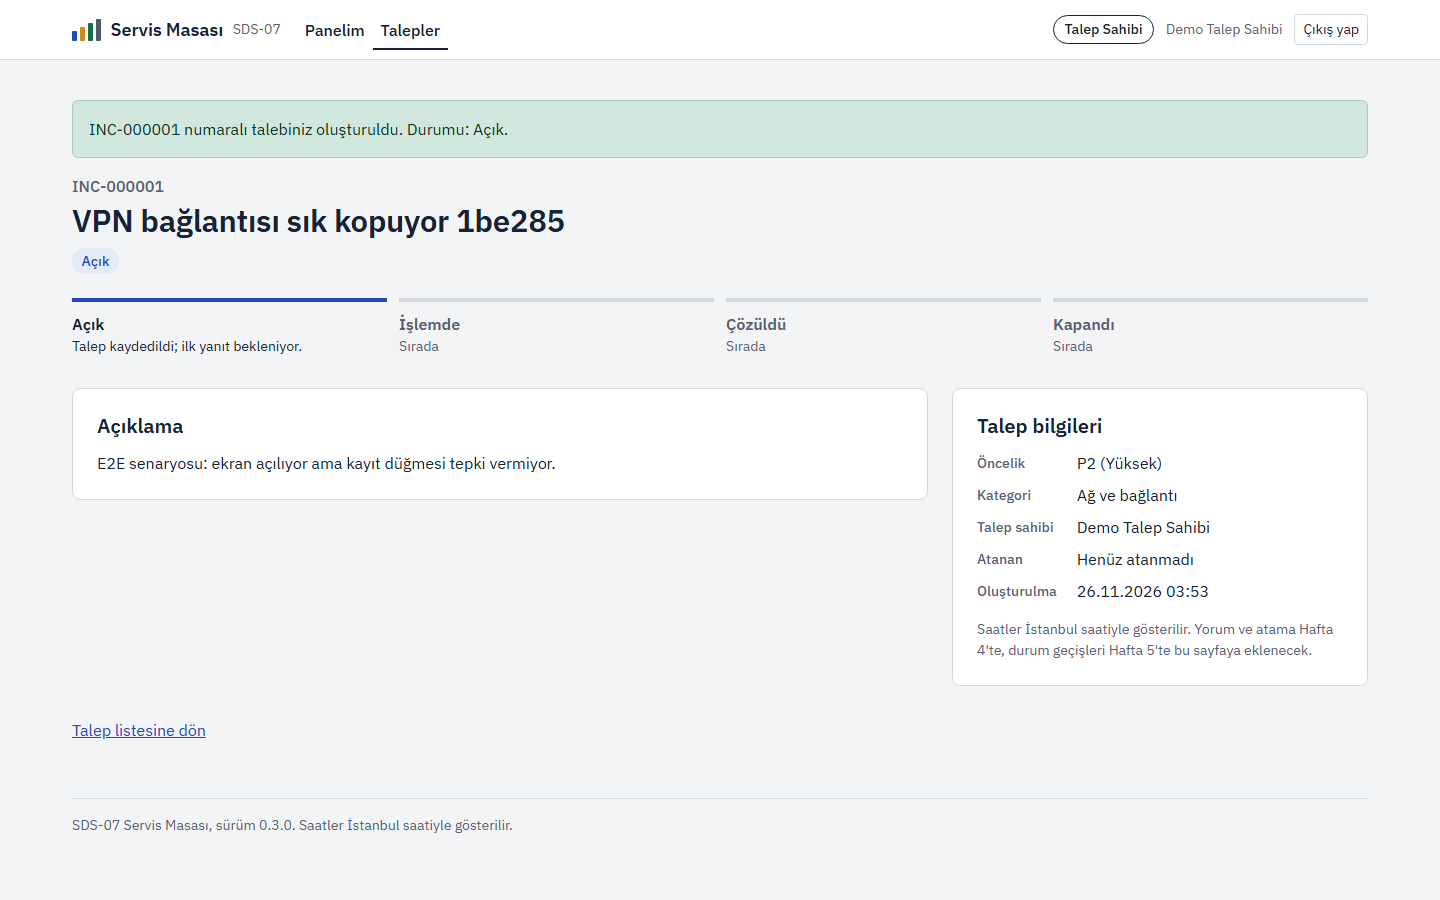 Servis Masası SDS-07 Panelim Talepler Talep Sahibi Demo Talep Sahibi Çıkış yap
INC-000001 numaralı talebiniz oluşturuldu. Durumu: Açık.
INC-000001
VPN bağlantısı sık kopuyor 1be285
Açık
Açık
Talep kaydedildi; ilk yanıt bekleniyor.
İşlemde
Sırada
Çözüldü
Sırada
Kapandı
Sırada
Açıklama
E2E senaryosu: ekran açılıyor ama kayıt düğmesi tepki vermiyor.
Talep bilgileri
Öncelik P2 (Yüksek)
Kategori Ağ ve bağlantı
Talep sahibi Demo Talep Sahibi
Atanan Henüz atanmadı
Oluşturulma 26.11.2026 03:53
Saatler İstanbul saatiyle gösterilir. Yorum ve atama Hafta
4'te, durum geçişleri Hafta 5'te bu sayfaya eklenecek.
Talep listesine dön
SDS-07 Servis Masası, sürüm 0.3.0. Saatler İstanbul saatiyle gösterilir.